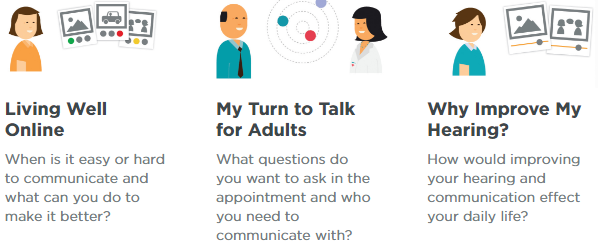 Living Well
Online
When is it easy or hard
to communicate and
what can you do to
make it better?
My Turn to Talk
for Adults
What questions do
you want to ask in the
appointment and who
you need to
communicate with?
Why Improve My
Hearing?
How would improving
your hearing and
communication effect
your daily life?